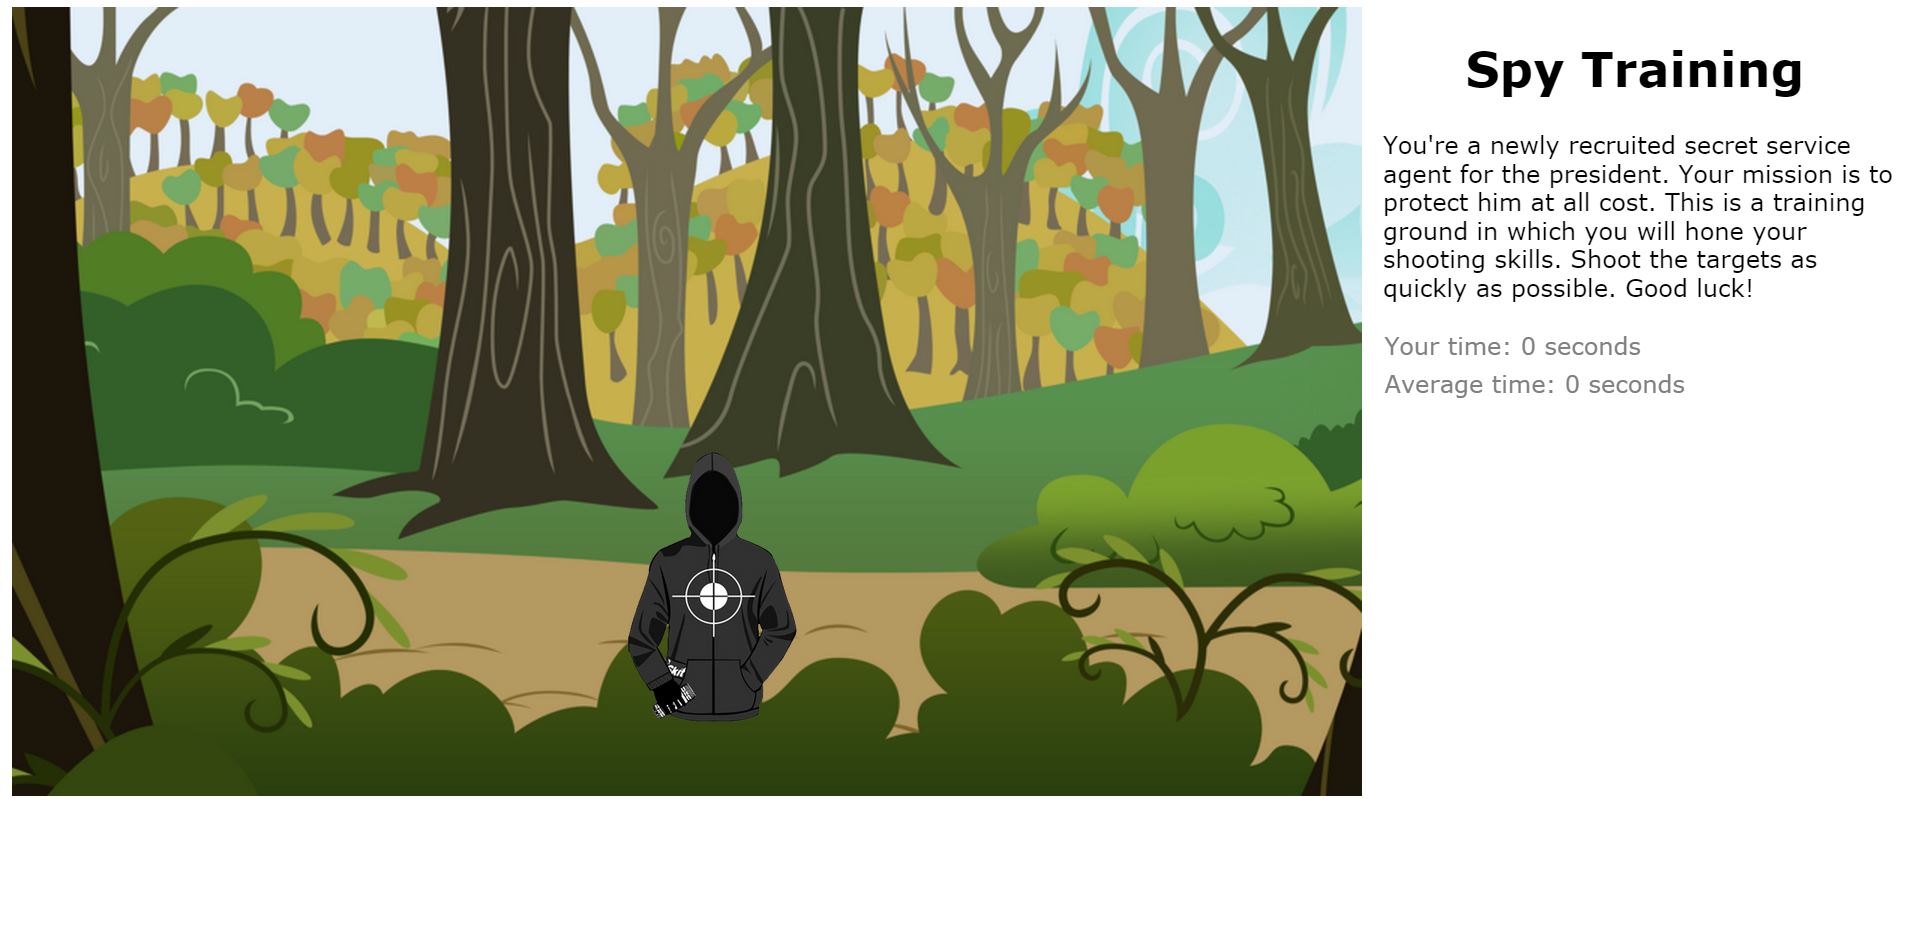 Spy Training
You're a newly recruited secret service
agent for the president. Your mission is to
protect him at all cost. This is a training
ground in which you will hone your
shooting skills. Shoot the targets as
quickly as possible. Good luck!
Your time: 0 seconds
Average time: 0 seconds